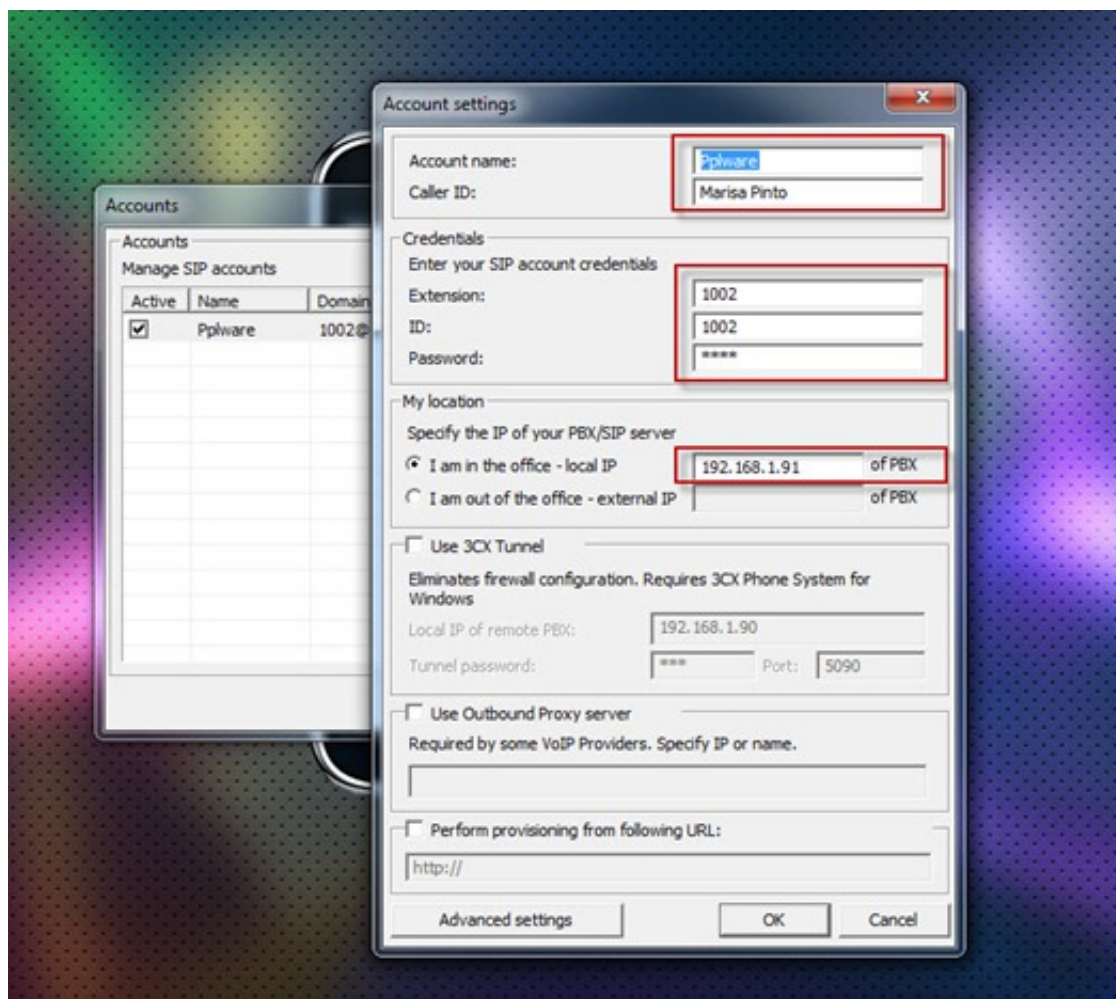 Accounts
Accounts
Manage SIP accounts
Active Name Domain
Pplware 1002@
Account settings
Account name: Pplware
Caller ID: Marisa Pinto
Credentials
Enter your SIP account credentials
Extension: 1002
ID: 1002
Password: ****
My location
Specify the IP of your PBX/SIP server
I am in the office - local IP 192.168.1.91 of PBX
I am out of the office - external IP of PBX
Use 3CX Tunnel
Eliminates firewall configuration. Requires 3CX Phone System for
Windows
Local IP of remote PBX: 192.168.1.90
Tunnel password: *** Port: 5090
Use Outbound Proxy server
Required by some VoIP Providers. Specify IP or name.
Perform provisioning from following URL:
http://
Advanced settings OK Cancel